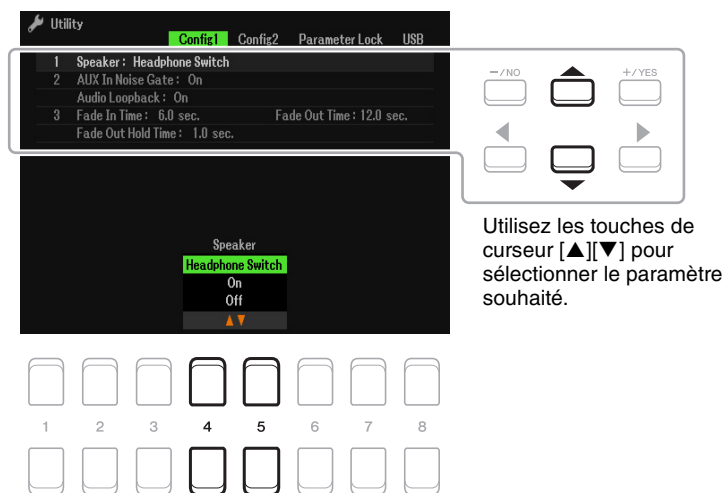 Utility
Config1 Config2 Parameter Lock USB
1 Speaker : Headphone Switch
2 AUX In Noise Gate : On
Audio Loopback : On
3 Fade In Time : 6.0 sec. Fade Out Time : 12.0 sec.
Fade Out Hold Time : 1.0 sec.
Speaker
Headphone Switch
On
Off
▲▼
–/NO +/YES
Utilisez les touches de
curseur [▲][▼] pour
sélectionner le paramètre
souhaité.
1 2 3 4 5 6 7 8